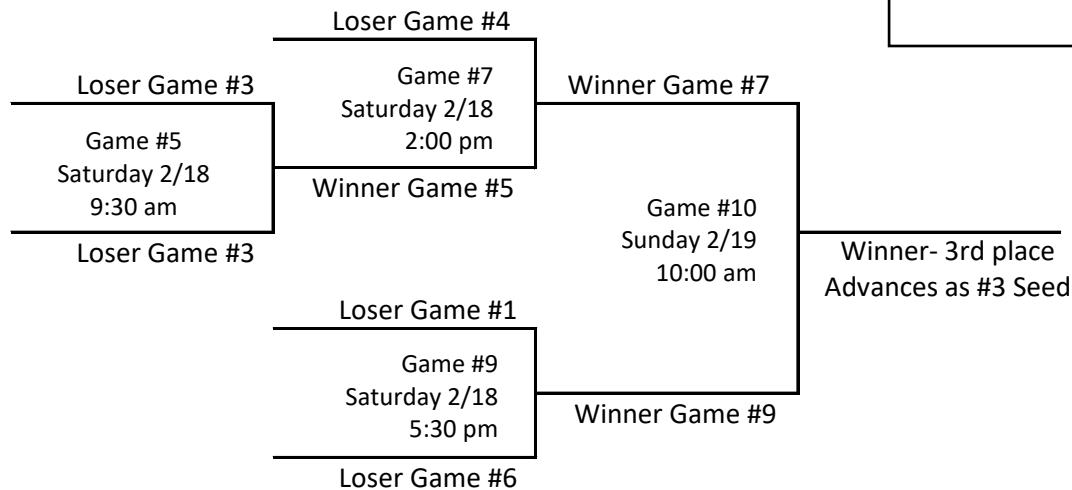 Loser Game #4
Loser Game #3
Game #7
Saturday 2/18
2:00 pm
Winner Game #7
Game #5
Saturday 2/18
9:30 am
Winner Game #5
Loser Game #3
Game #10
Sunday 2/19
10:00 am
Winner- 3rd place
Advances as #3 Seed
Loser Game #1
Game #9
Saturday 2/18
5:30 pm
Winner Game #9
Loser Game #6